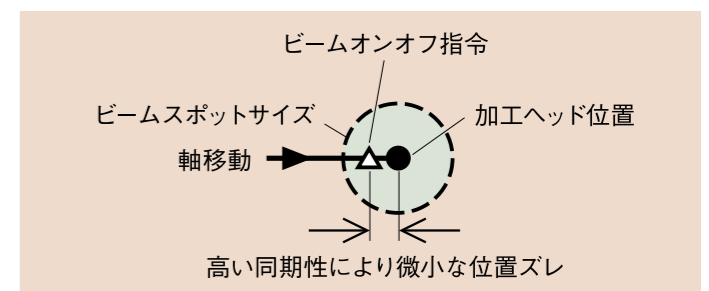 ビームオンオフ指令
ビームスポットサイズ
加工ヘッド位置
軸移動
高い同期性により微小な位置ズレ